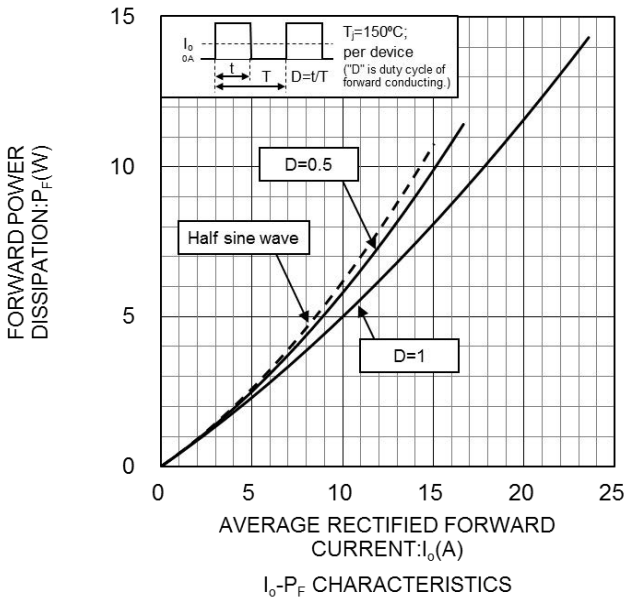 15
10
5
0
FORWARD POWER
DISSIPATION:PF(W)
Io
0A
t
T
D=t/T
Tj=150ºC;
per device
("D" is duty cycle of
forward conducting.)
D=0.5
Half sine wave
D=1
0 5 10 15 20 25
AVERAGE RECTIFIED FORWARD
CURRENT:Io(A)
Io-PF CHARACTERISTICS